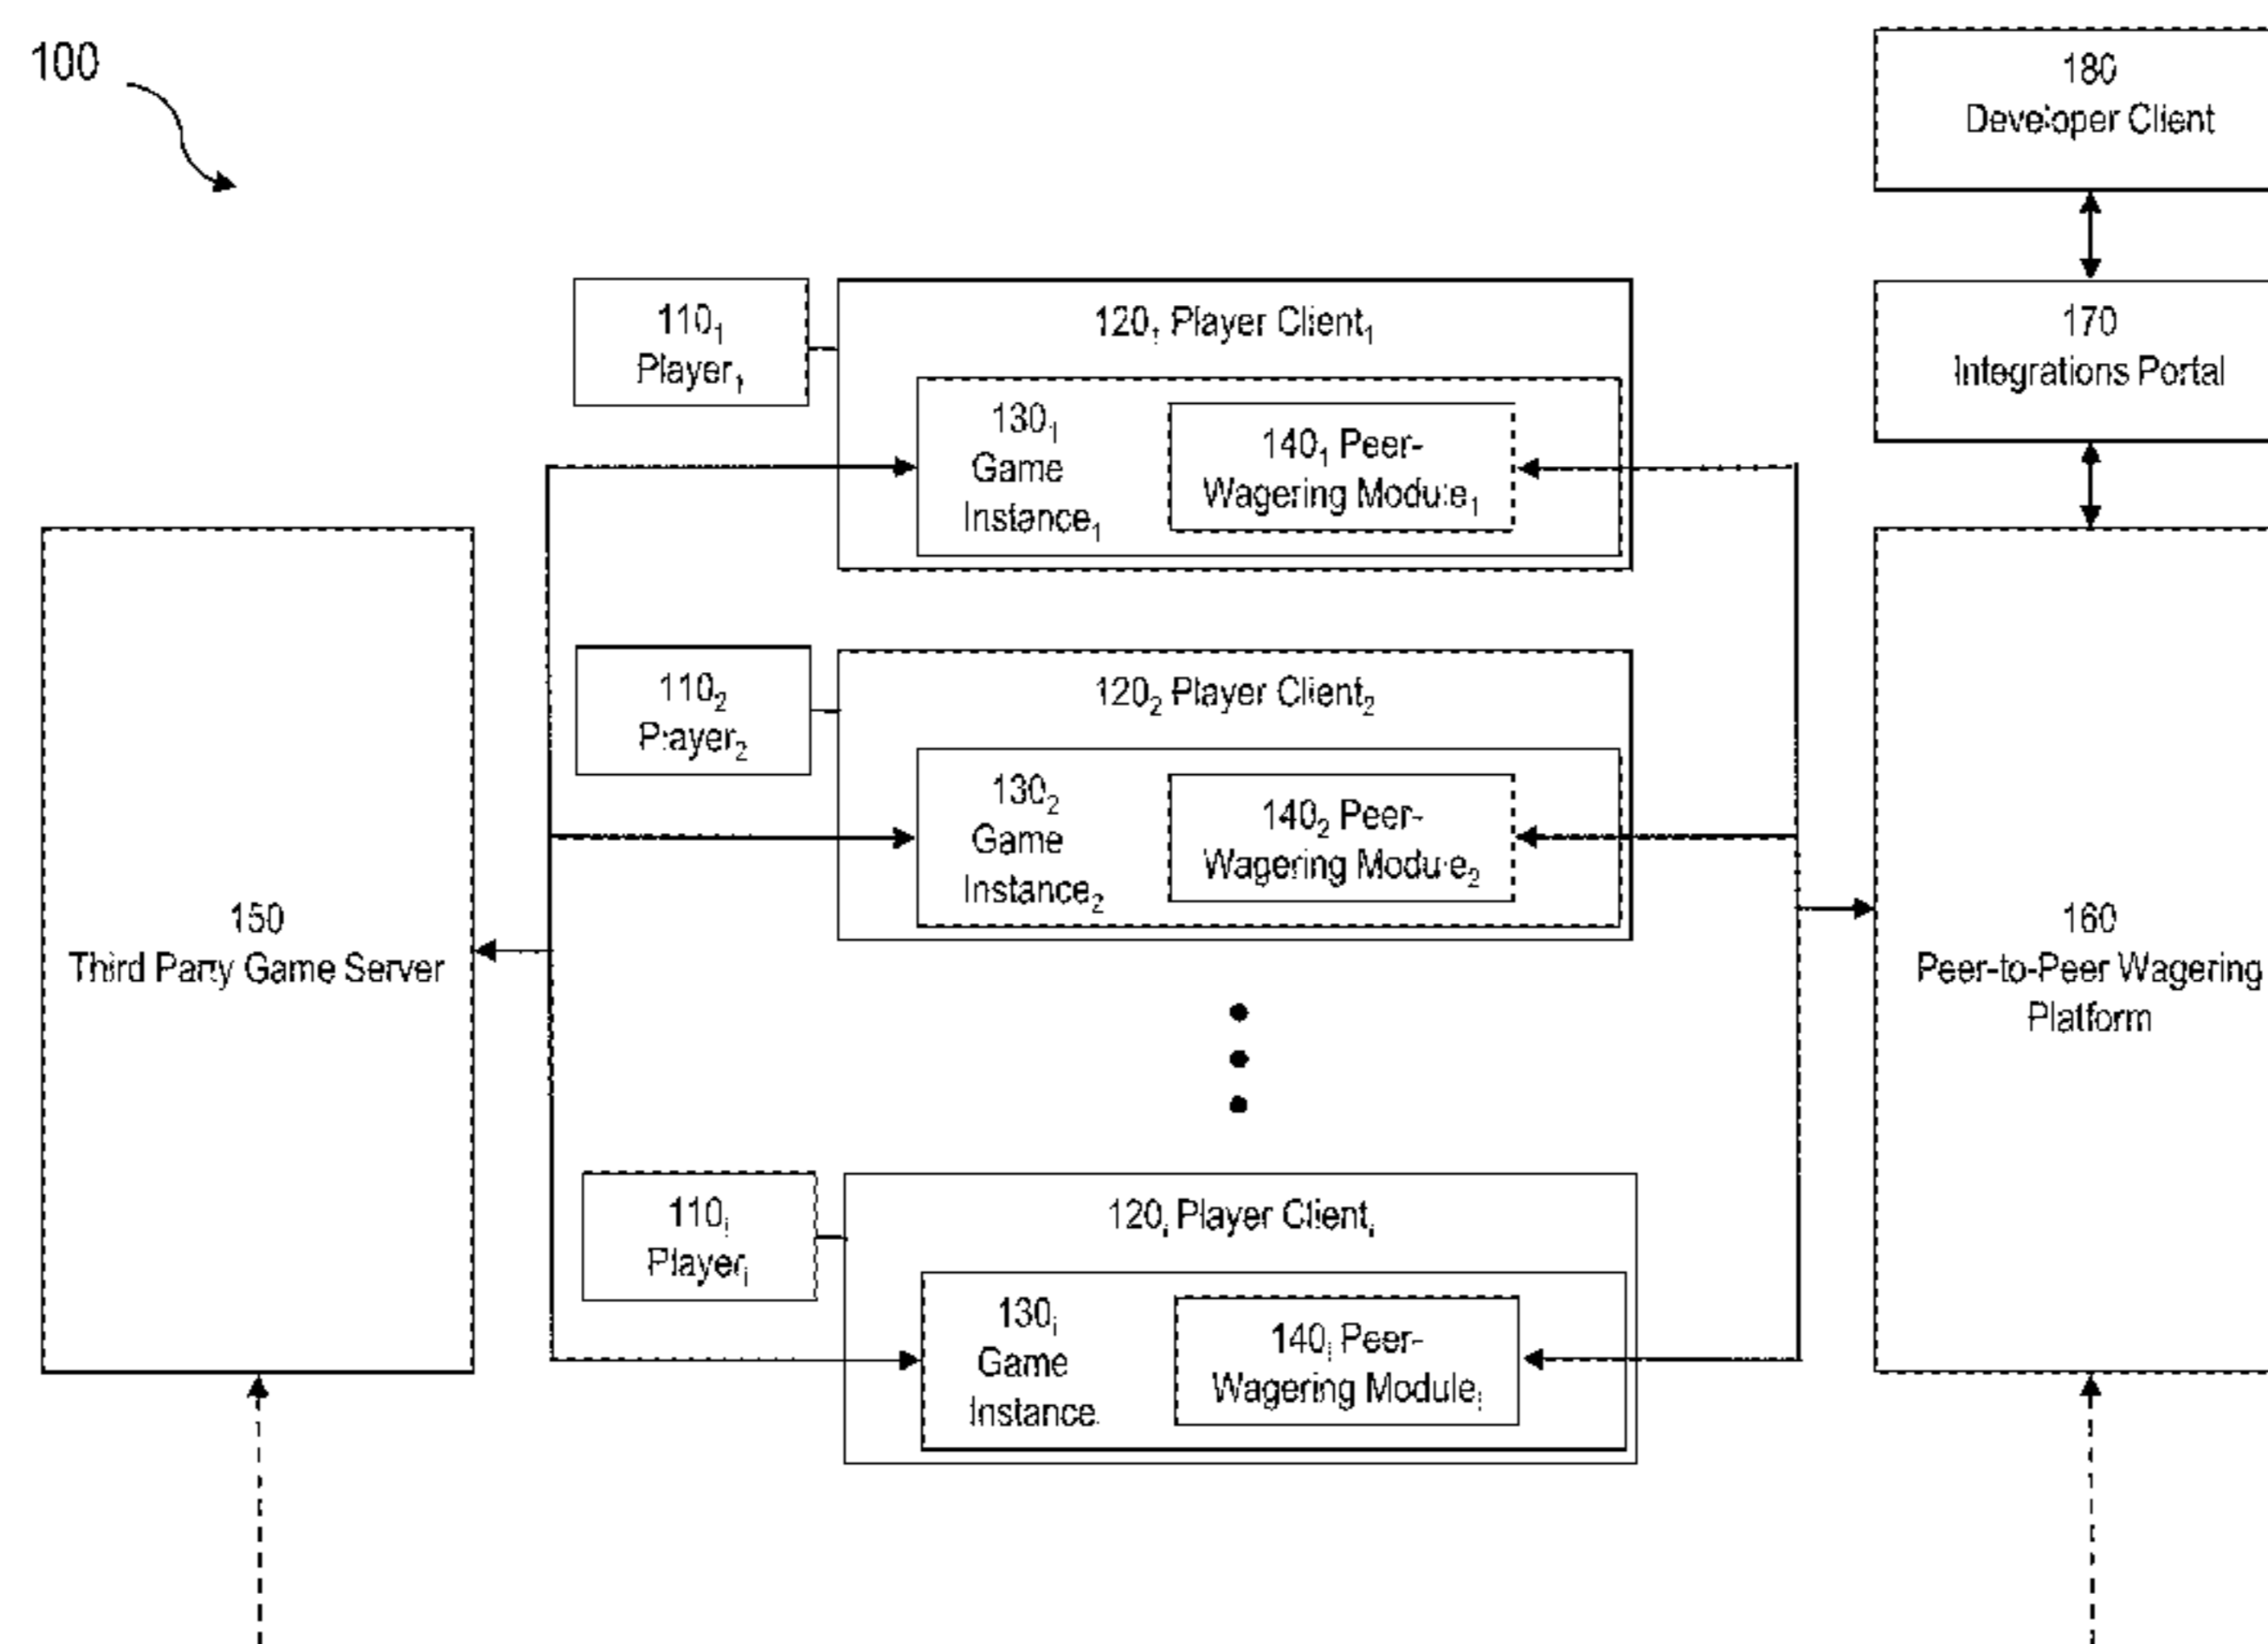 100
180
Developer Client
170
Integrations Portal
110₁
Player₁
120₁ Player Client₁
130₁
Game
Instance₁
140₁ Peer-
Wagering Module₁
110₂
Player₂
120₂ Player Client₂
130₂
Game
Instance₂
140₂ Peer-
Wagering Module₂
150
Third Party Game Server
160
Peer-to-Peer Wagering
Platform
110ᵢ
Playerᵢ
120ᵢ Player Clientᵢ
130ᵢ
Game
Instance
140ᵢ Peer-
Wagering Moduleᵢ